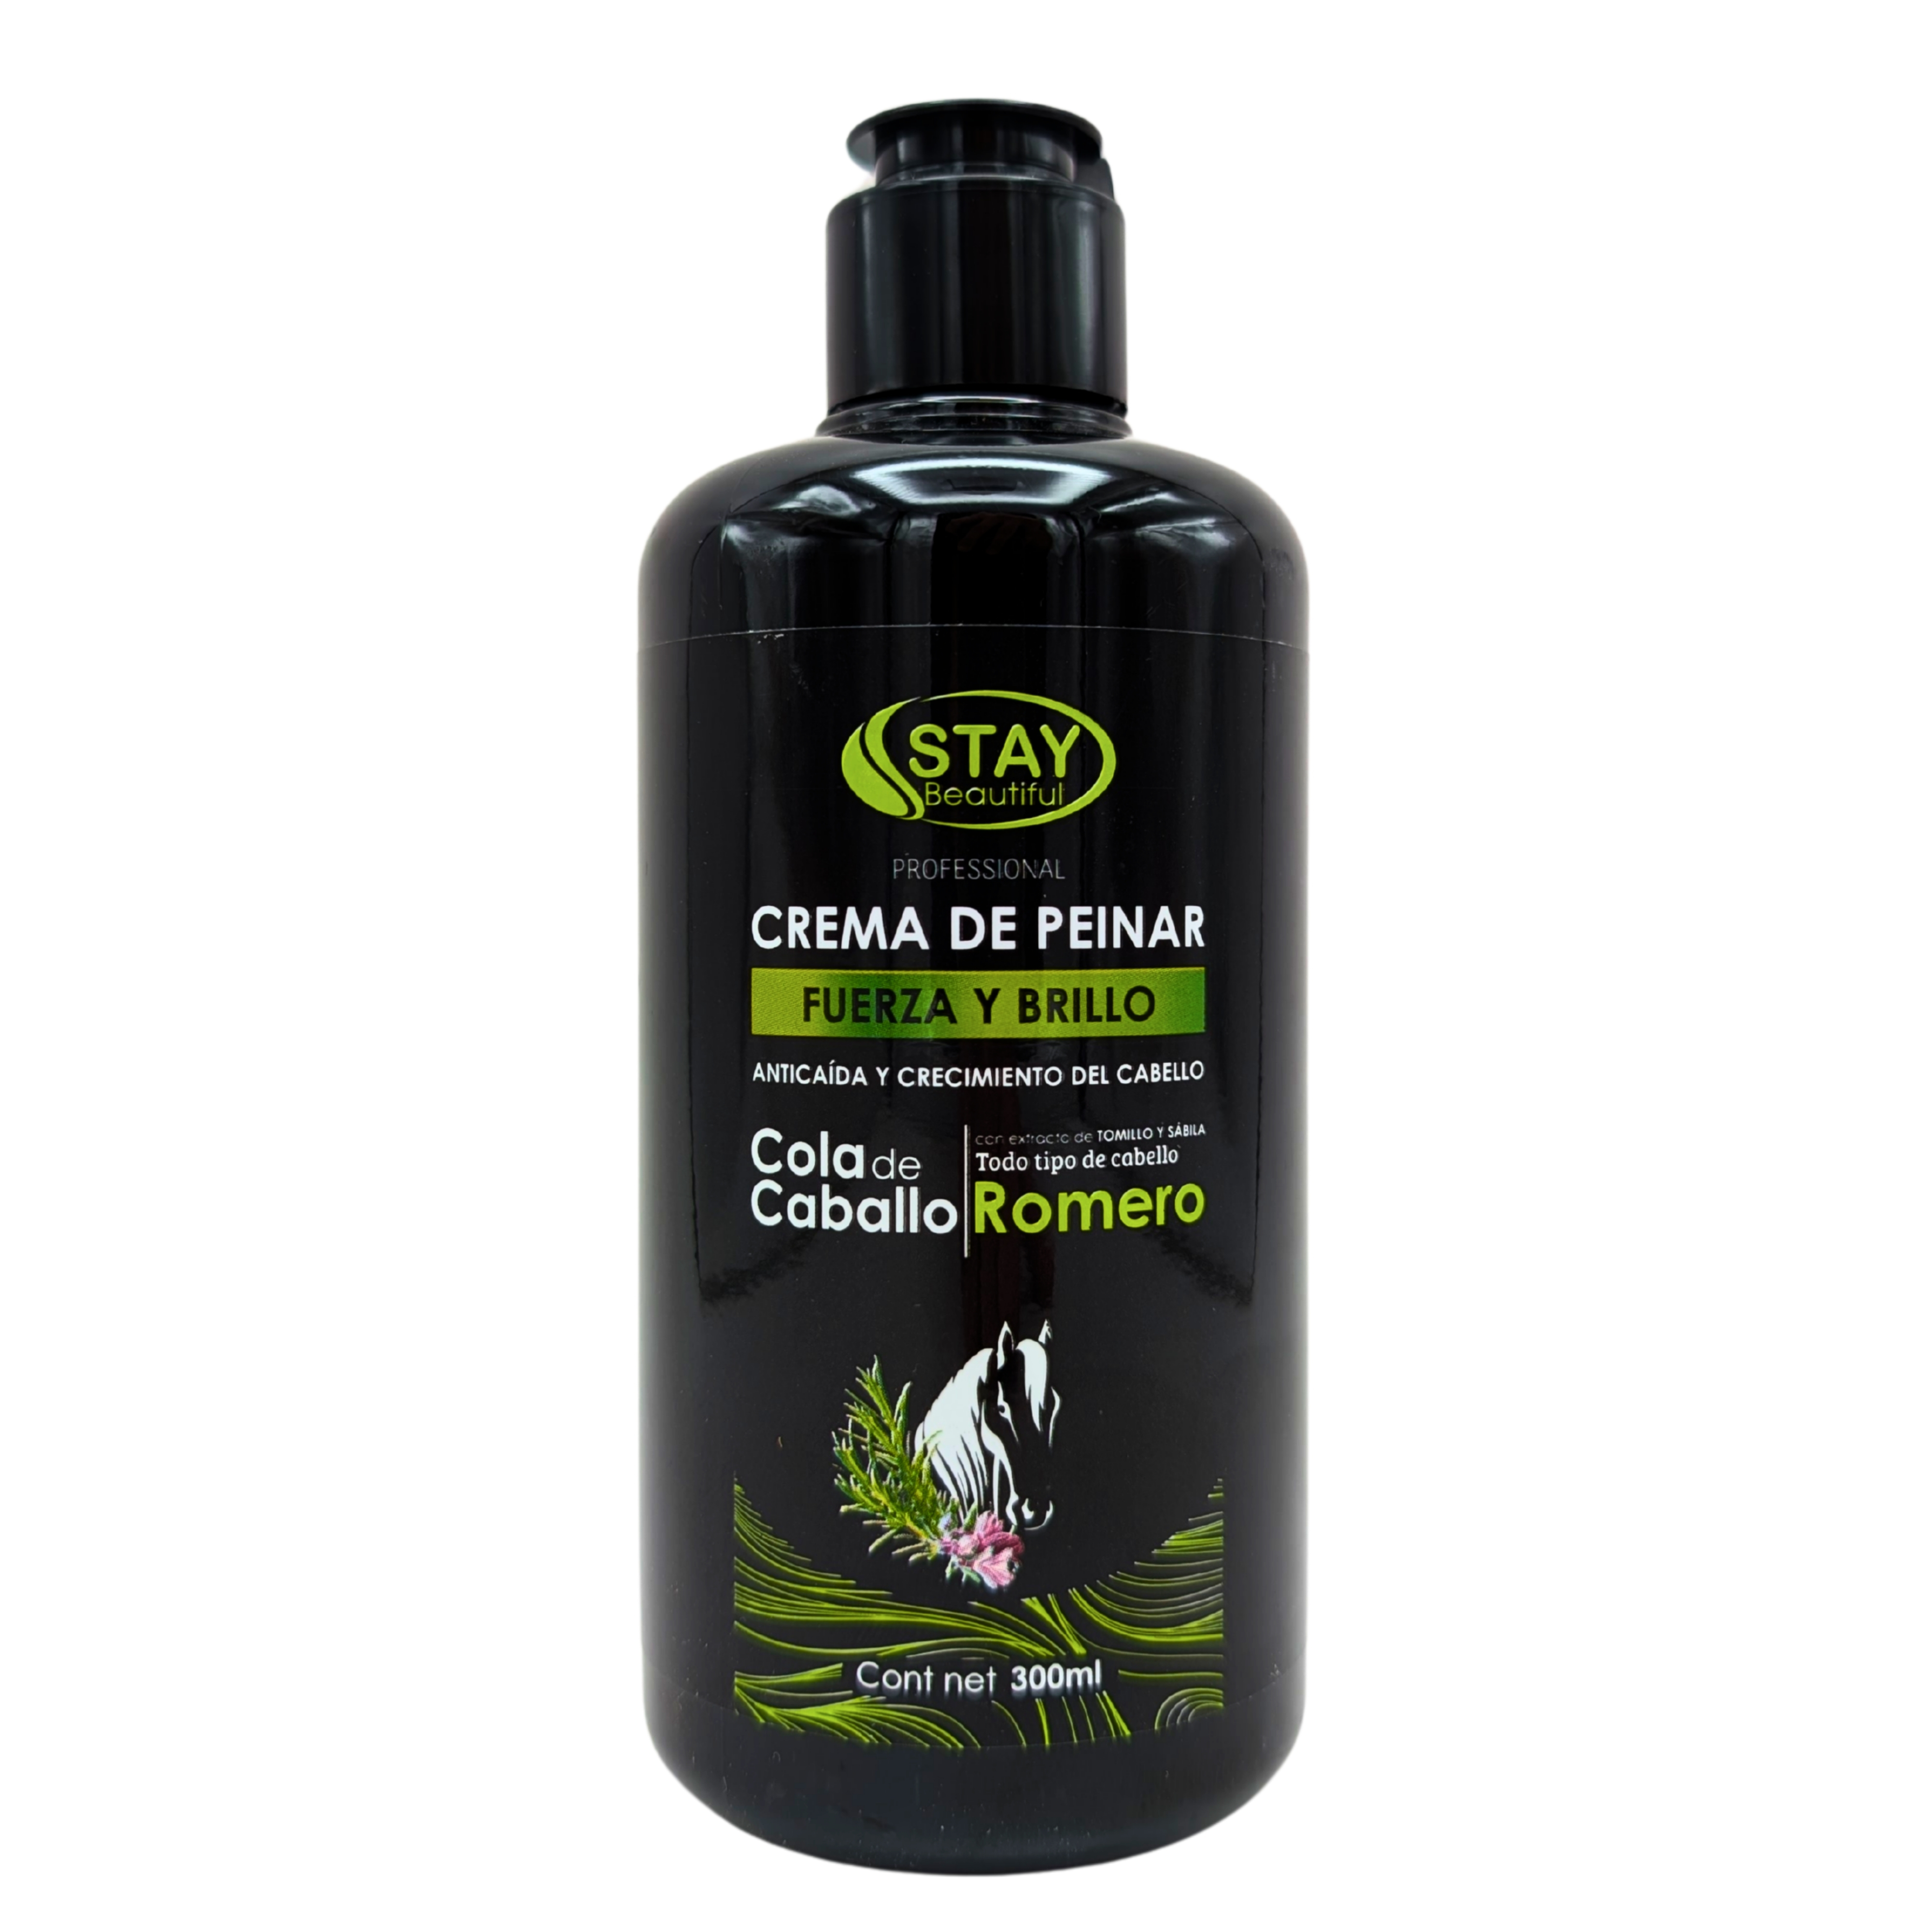 STAY
Beautiful
PROFESSIONAL
CREMA DE PEINAR
FUERZA Y BRILLO
ANTICAÍDA Y CRECIMIENTO DEL CABELLO
Cola de
Caballo
con extracto de TOMILLO Y SÁBILA
Todo tipo de cabello
Romero
Cont net 300ml